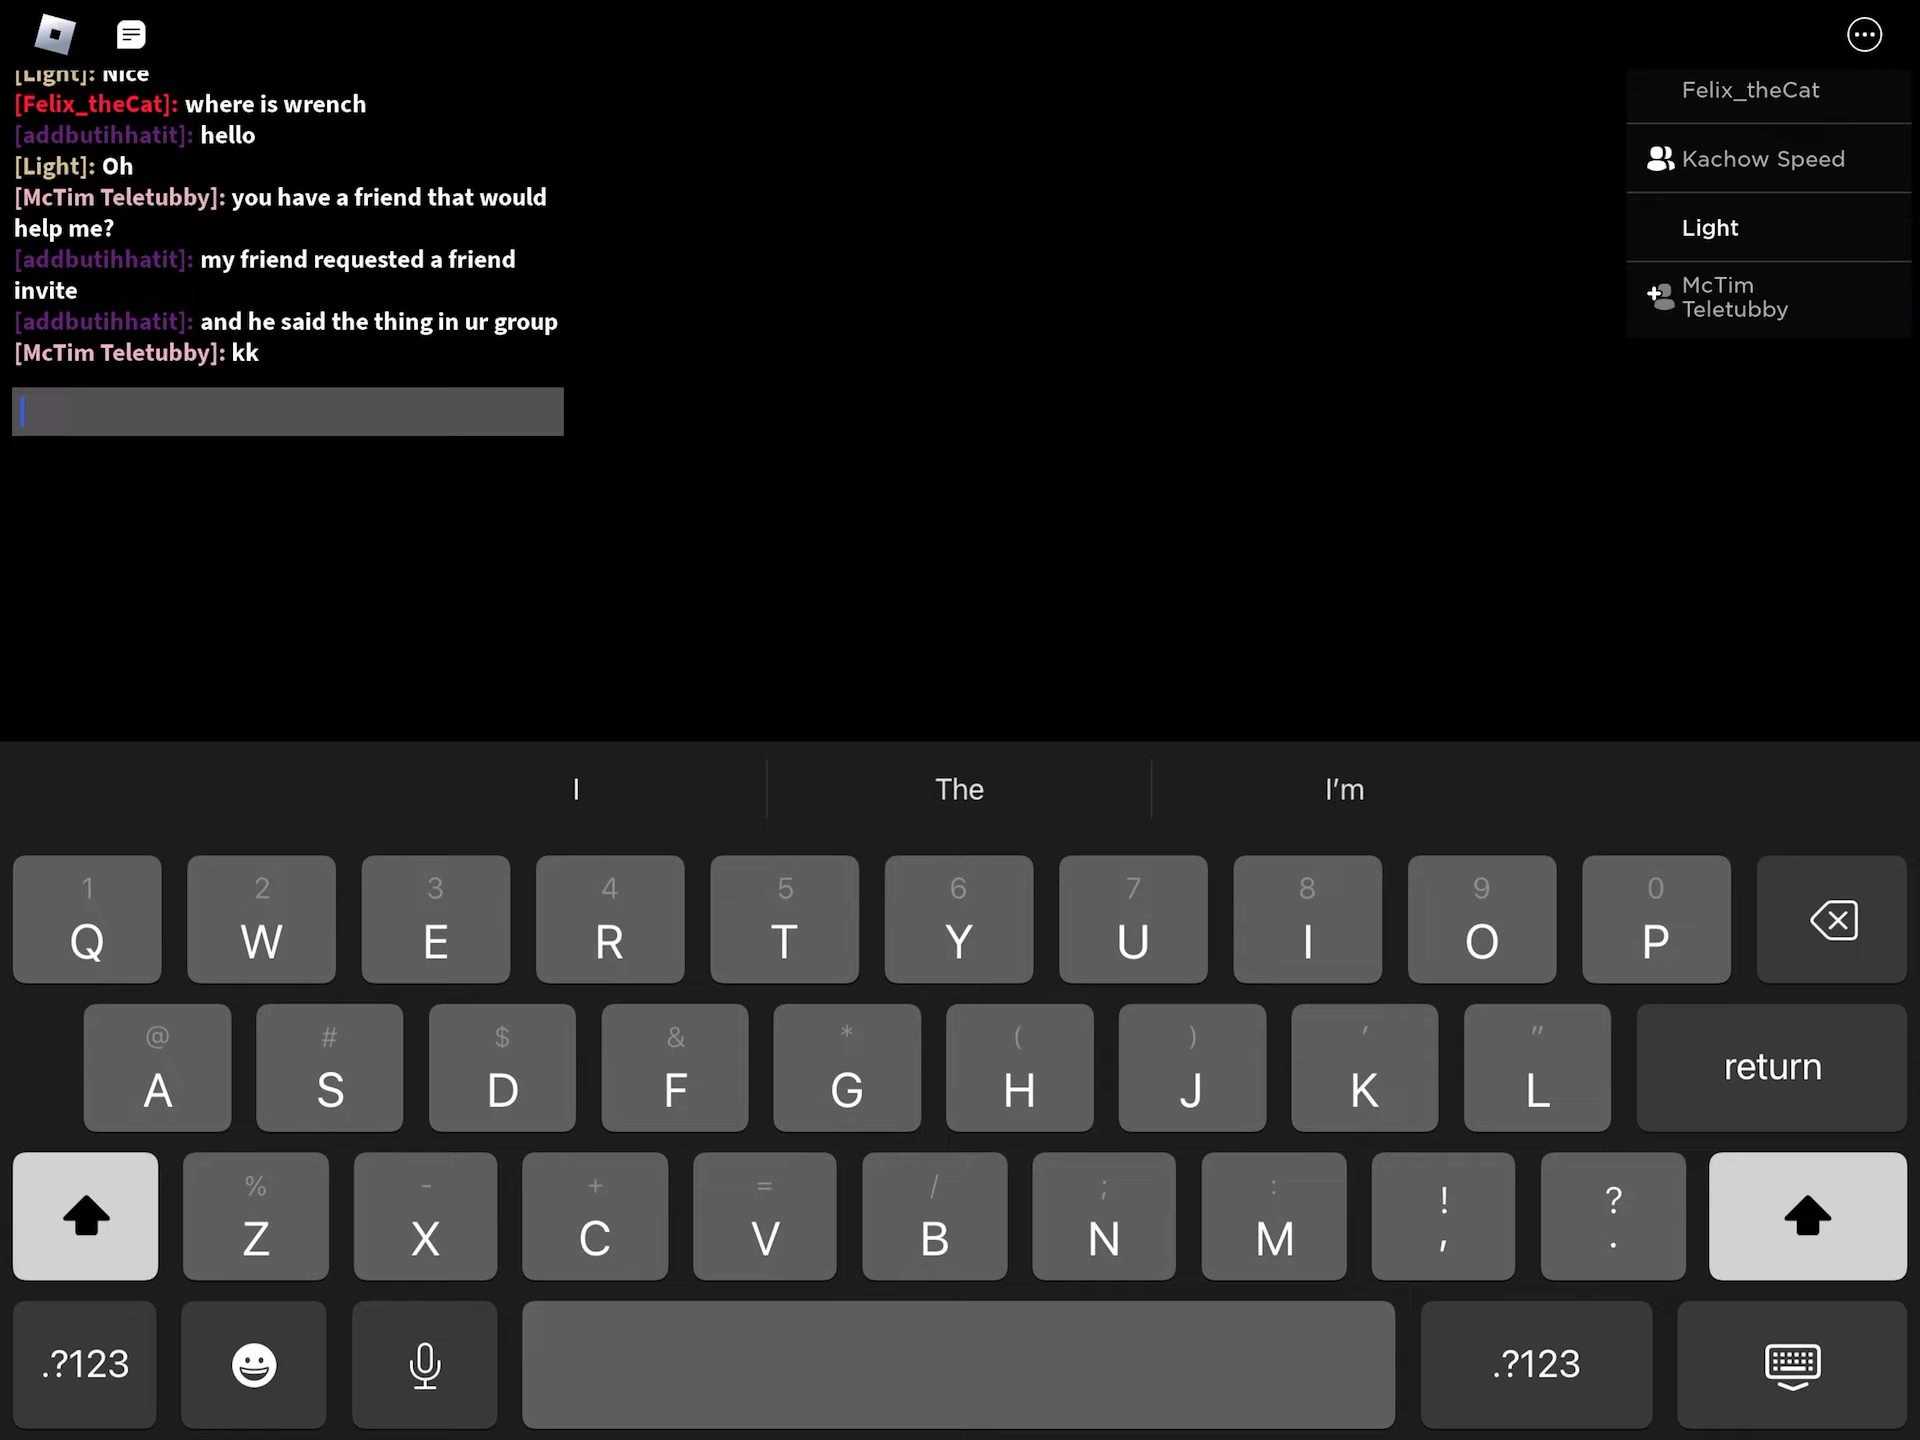 [Light]: Nice
[Felix_theCat]: where is wrench
[addbutihhatit]: hello
[Light]: Oh
[McTim Teletubby]: you have a friend that would
help me?
[addbutihhatit]: my friend requested a friend
invite
[addbutihhatit]: and he said the thing in ur group
[McTim Teletubby]: kk
Felix_theCat
Kachow Speed
Light
McTim
Teletubby
I The I'm
1 2 3 4 5 6 7 8 9 0
Q W E R T Y U I O P
@ # $ & * ( ) ' "
A S D F G H J K L return
% - + = / ; : ! ?
Z X C V B N M , .
.?123 .?123